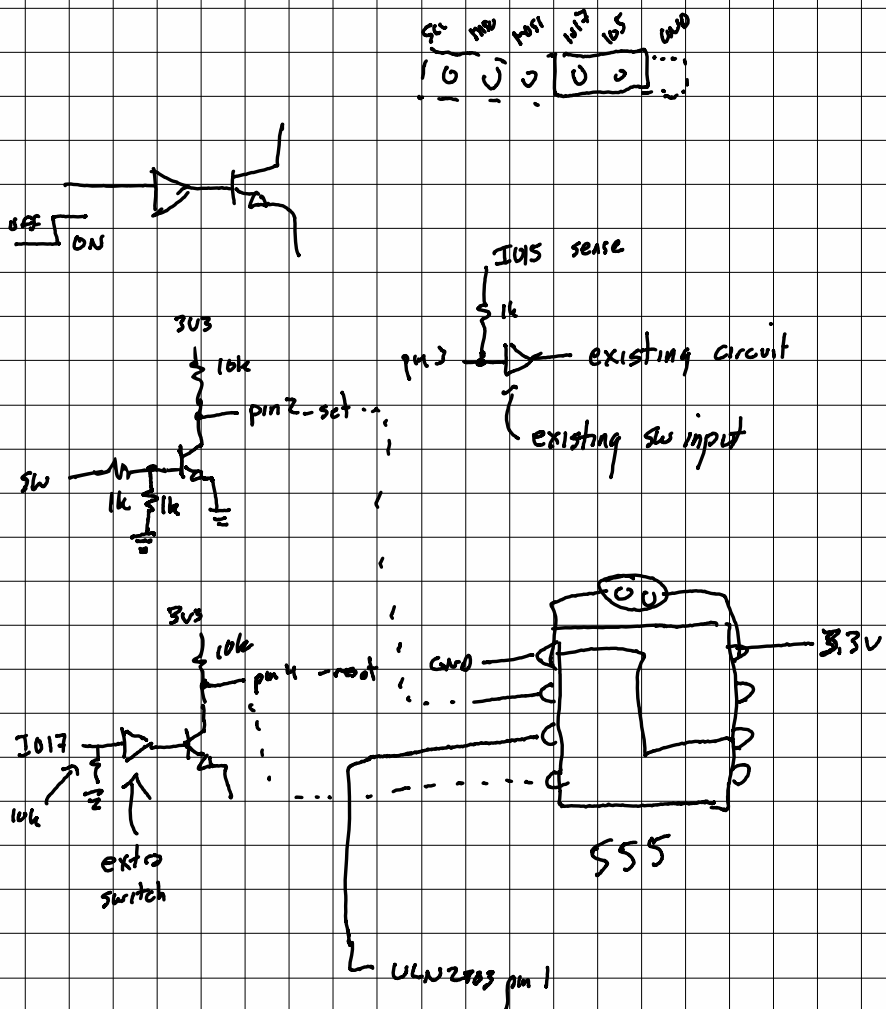 SCL MISO MOSI IO17 IO5 GND
OFF
ON
IO15 sense
1k
3V3
10k
pin 3
existing circuit
pin2-set
existing sw input
SW
1k 1k
3V3
10k
GND
3.3V
pin 4 -reset
IO17
10k
extra
switch
555
ULN2803 pin 1